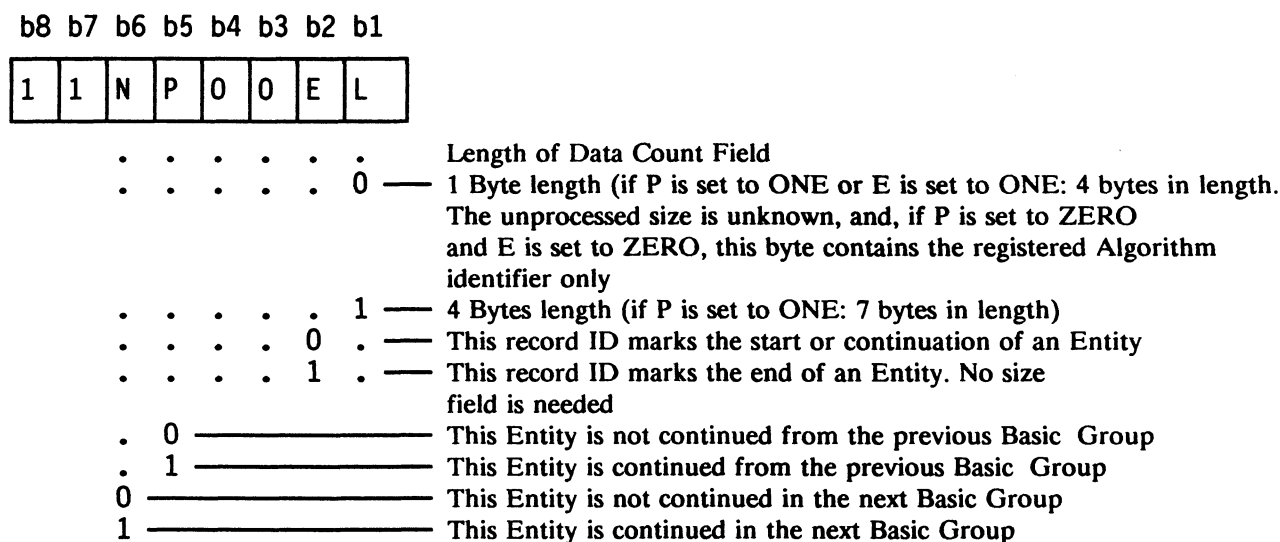 b8 b7 b6 b5 b4 b3 b2 b1
1 1 N P 0 0 E L
. . . . . . Length of Data Count Field
. . . . . 0 — 1 Byte length (if P is set to ONE or E is set to ONE: 4 bytes in length.
The unprocessed size is unknown, and, if P is set to ZERO
and E is set to ZERO, this byte contains the registered Algorithm
identifier only
. . . . . 1 — 4 Bytes length (if P is set to ONE: 7 bytes in length)
. . . . 0 . — This record ID marks the start or continuation of an Entity
. . . . 1 . — This record ID marks the end of an Entity. No size
field is needed
. 0 — This Entity is not continued from the previous Basic Group
. 1 — This Entity is continued from the previous Basic Group
0 — This Entity is not continued in the next Basic Group
1 — This Entity is continued in the next Basic Group